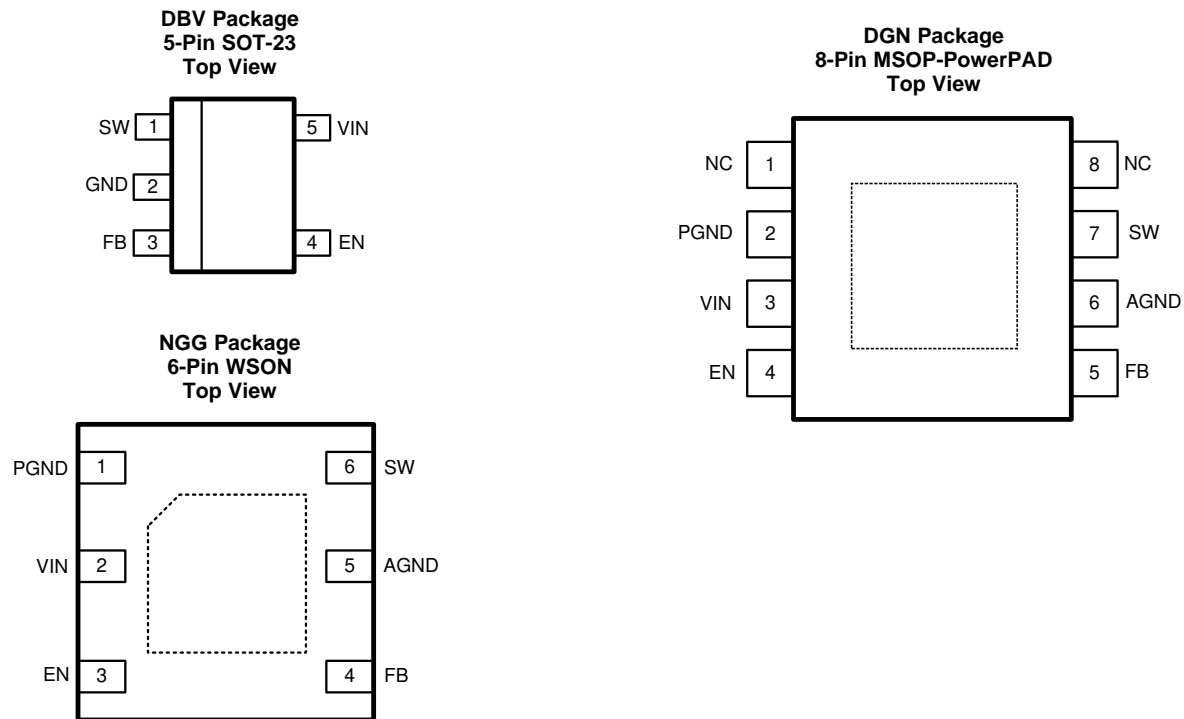 DBV Package
5-Pin SOT-23
Top View
SW 1 5 VIN
GND 2
FB 3 4 EN
NGG Package
6-Pin WSON
Top View
PGND 1 6 SW
VIN 2 5 AGND
EN 3 4 FB
DGN Package
8-Pin MSOP-PowerPAD
Top View
NC 1 8 NC
PGND 2 7 SW
VIN 3 6 AGND
EN 4 5 FB